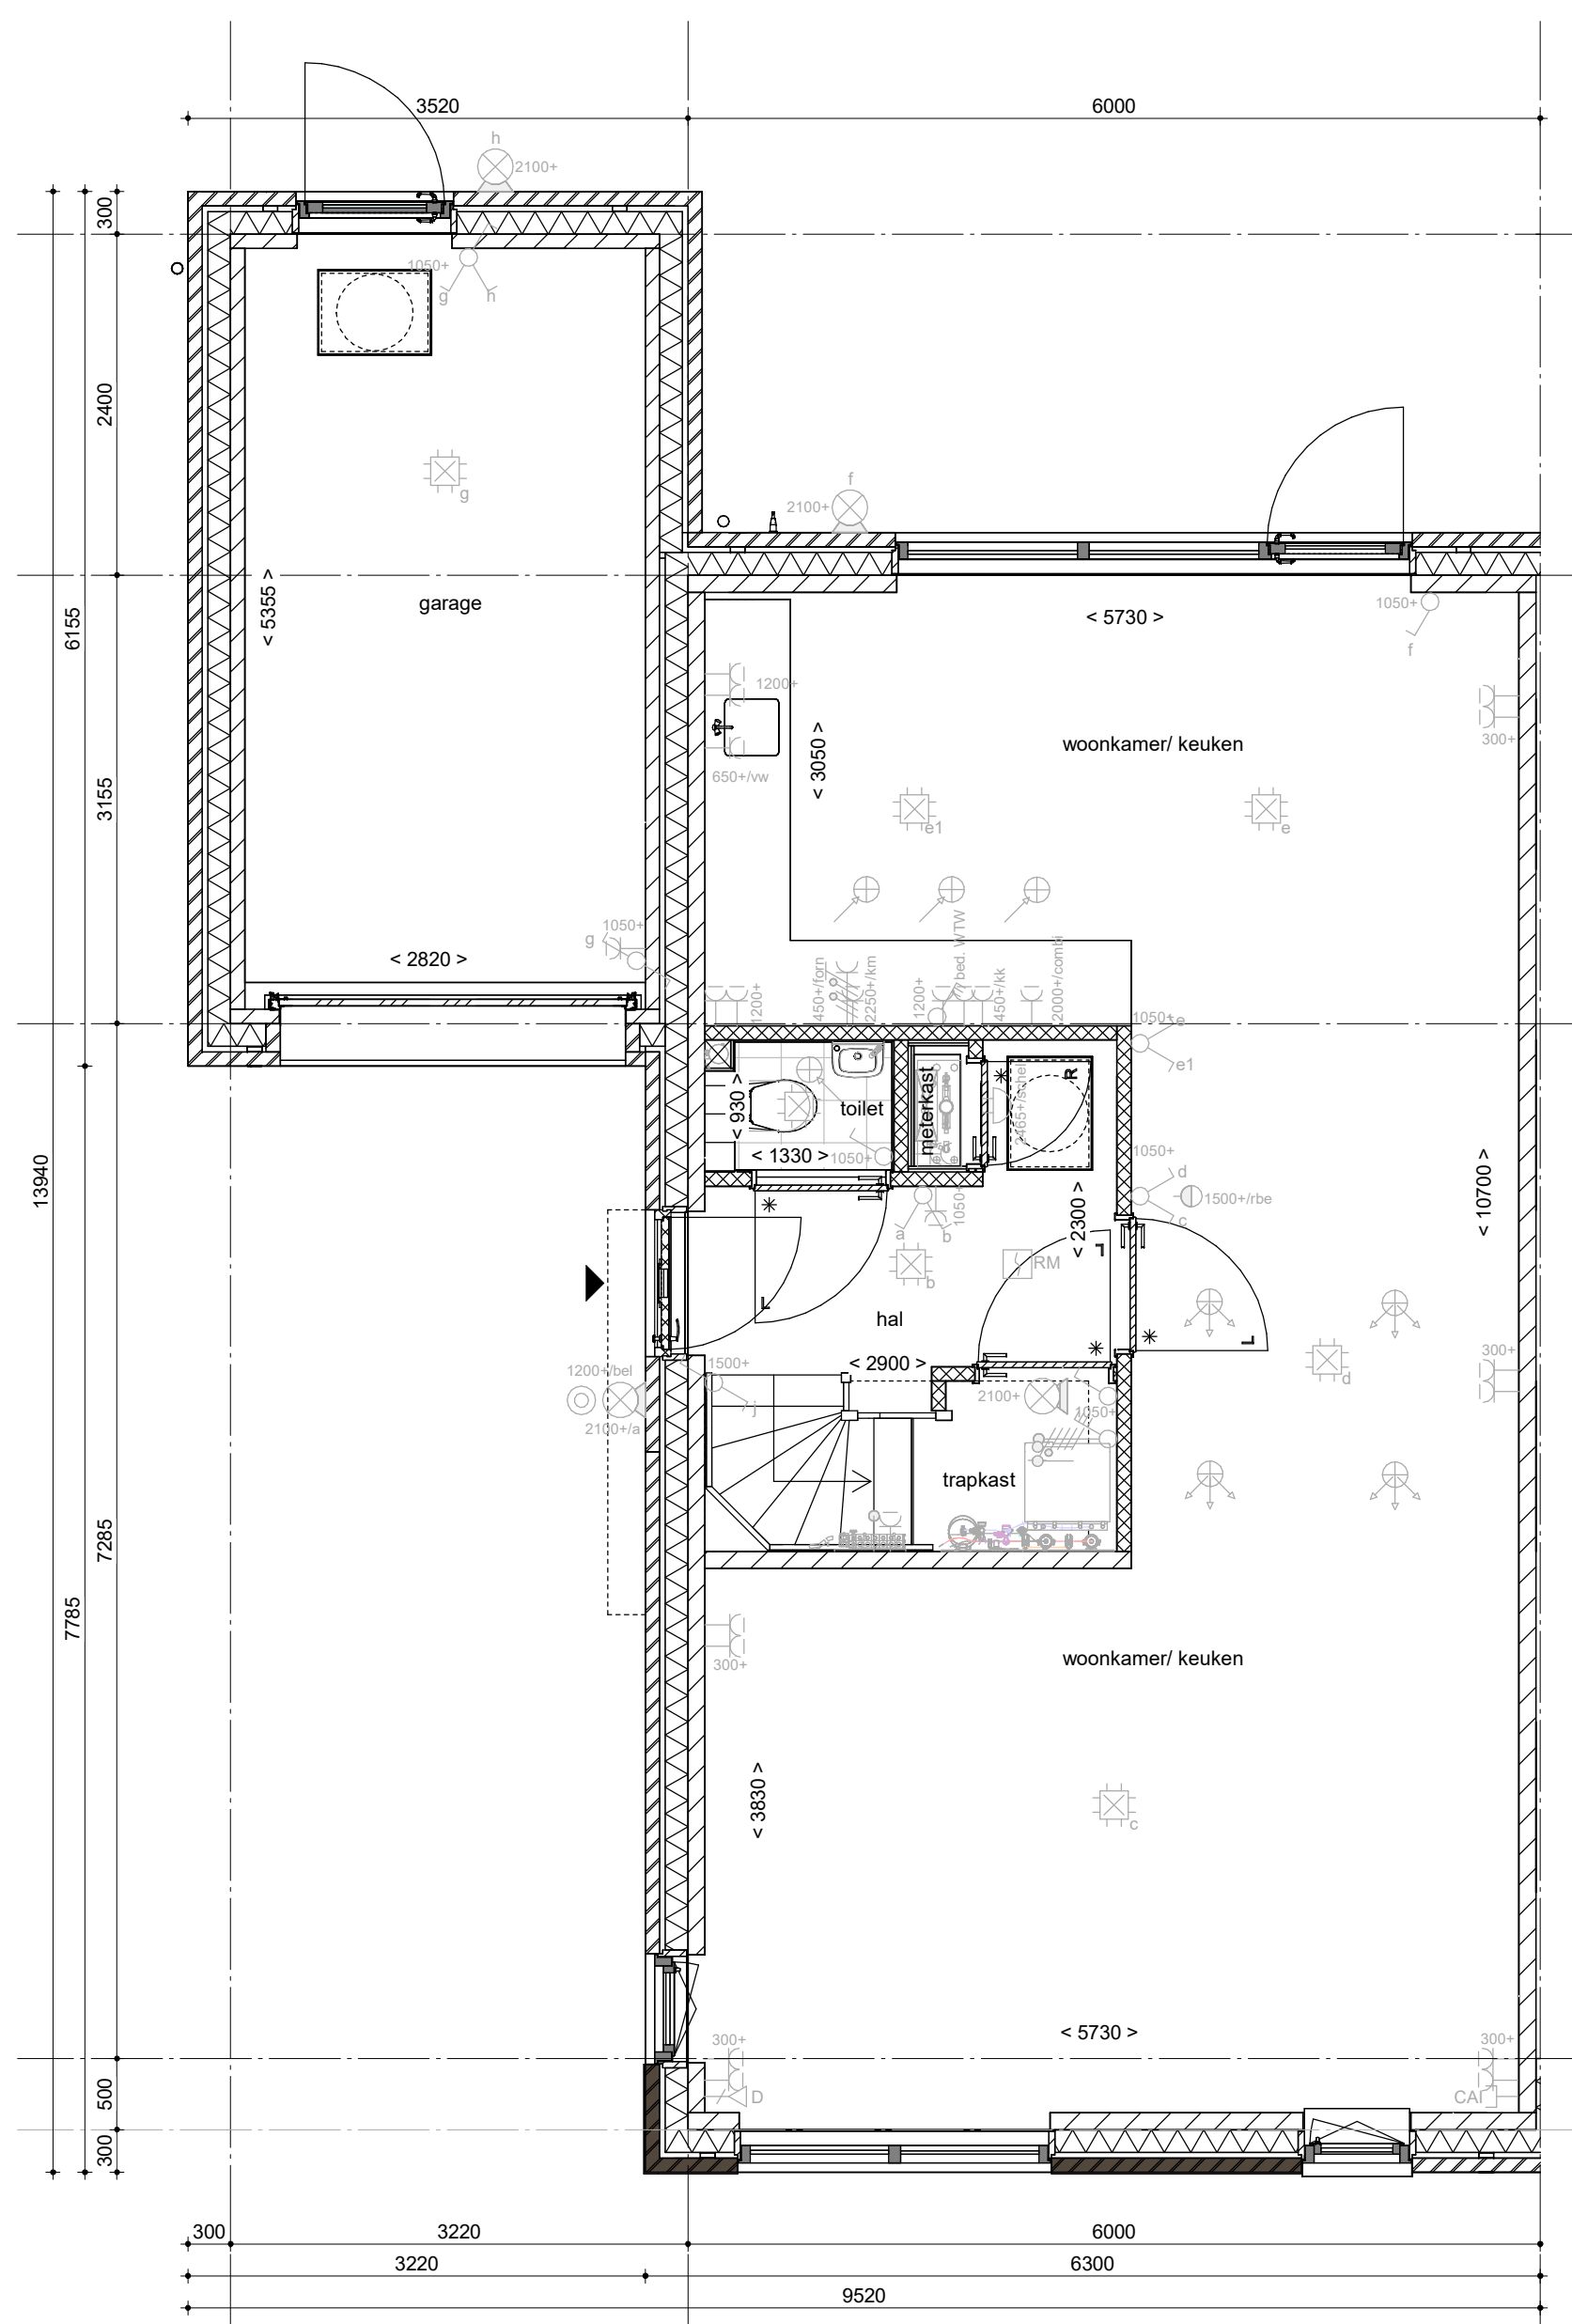 3520
6000
h
2100+
300
1050+
g
h
2400
g
f
2100+
< 5355 >
garage
6155
< 5730 >
1050+
f
1200+
300+
650+/vw
< 3050 >
woonkamer/ keuken
e1
e
3155
1050+
g
< 2820 >
1200+
450+/forn
2250+/km
1200+
bed. WTW
450+/kk
2000+/combi
1050+
e
e1
< 930 >
toilet
meterkast
R
2465+/schel
< 1330 >
1050+
1050+
d
c
1500+/rbe
13940
a
b
1050+
< 2300 >
< 10700 >
L
b
RM
L
L
hal
< 2900 >
1200+/bel
2100+/a
1500+
j
2100+
1050+
300+
d
trapkast
7285
7785
300+
woonkamer/ keuken
< 3830 >
c
< 5730 >
300+
D
300+
CAI
500
300
300
3220
6000
3220
6300
9520